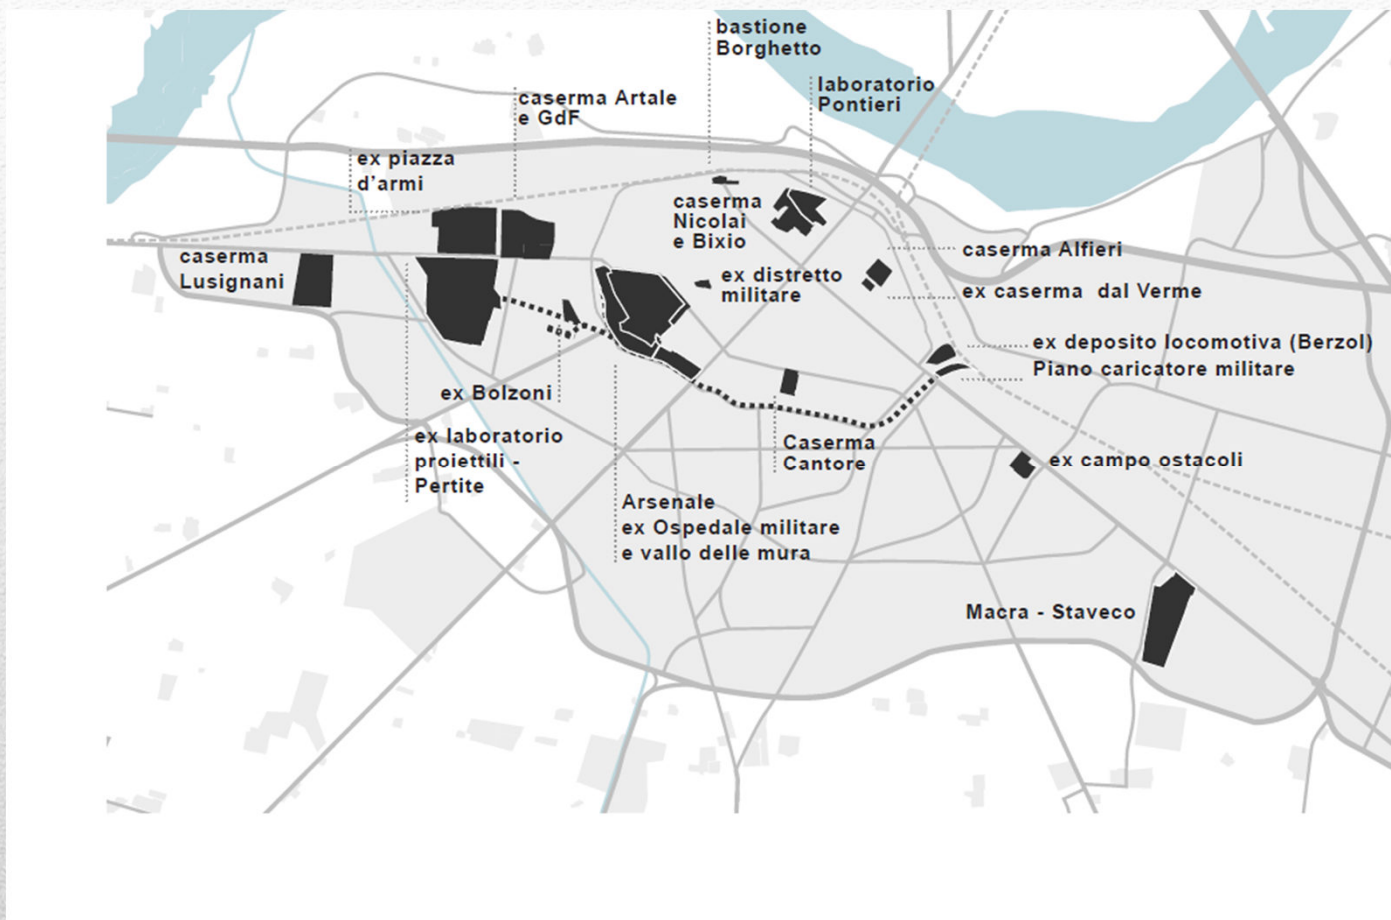 bastione
Borghetto
laboratorio
Pontieri
caserma Artale
e GdF
ex piazza
d'armi
caserma
Nicolai
e Bixio
caserma Alfieri
caserma
Lusignani
ex distretto
militare
ex caserma dal Verme
ex deposito locomotiva (Berzol)
Piano caricatore militare
ex Bolzoni
ex laboratorio
proiettili -
Pertite
Caserma
Cantore
ex campo ostacoli
Arsenale
ex Ospedale militare
e vallo delle mura
Macra - Staveco